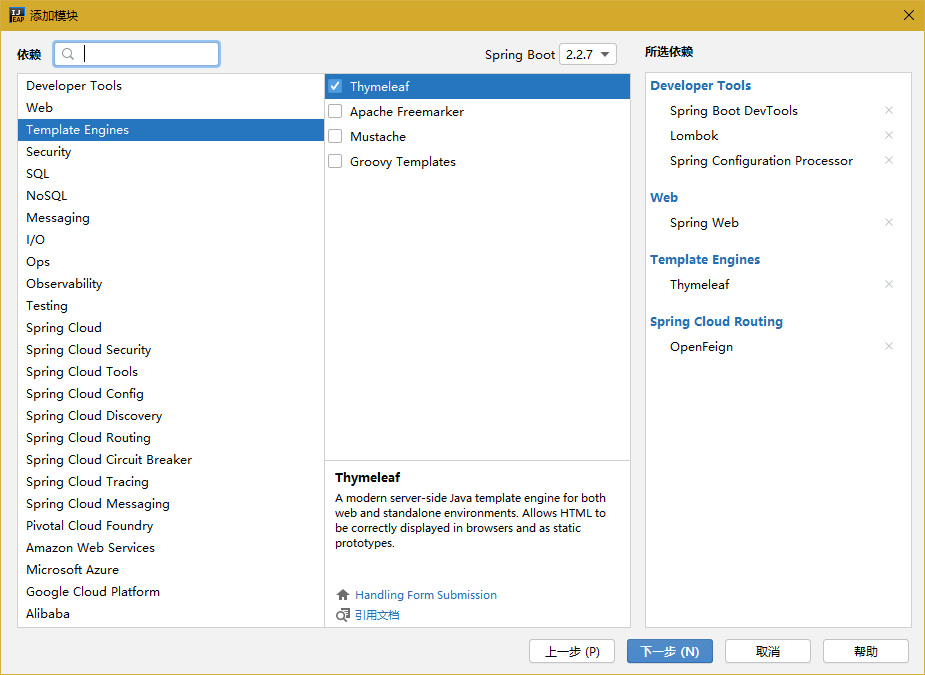 添加模块
依赖
Spring Boot 2.2.7
所选依赖
Developer Tools
Web
Template Engines
Security
SQL
NoSQL
Messaging
I/O
Ops
Observability
Testing
Spring Cloud
Spring Cloud Security
Spring Cloud Tools
Spring Cloud Config
Spring Cloud Discovery
Spring Cloud Routing
Spring Cloud Circuit Breaker
Spring Cloud Tracing
Spring Cloud Messaging
Pivotal Cloud Foundry
Amazon Web Services
Microsoft Azure
Google Cloud Platform
Alibaba
Thymeleaf
Apache Freemarker
Mustache
Groovy Templates
Thymeleaf
A modern server-side Java template engine for both
web and standalone environments. Allows HTML to
be correctly displayed in browsers and as static
prototypes.
Handling Form Submission
引用文档
Developer Tools
Spring Boot DevTools
Lombok
Spring Configuration Processor
Web
Spring Web
Template Engines
Thymeleaf
Spring Cloud Routing
OpenFeign
上一步 (P)
下一步 (N)
取消
帮助